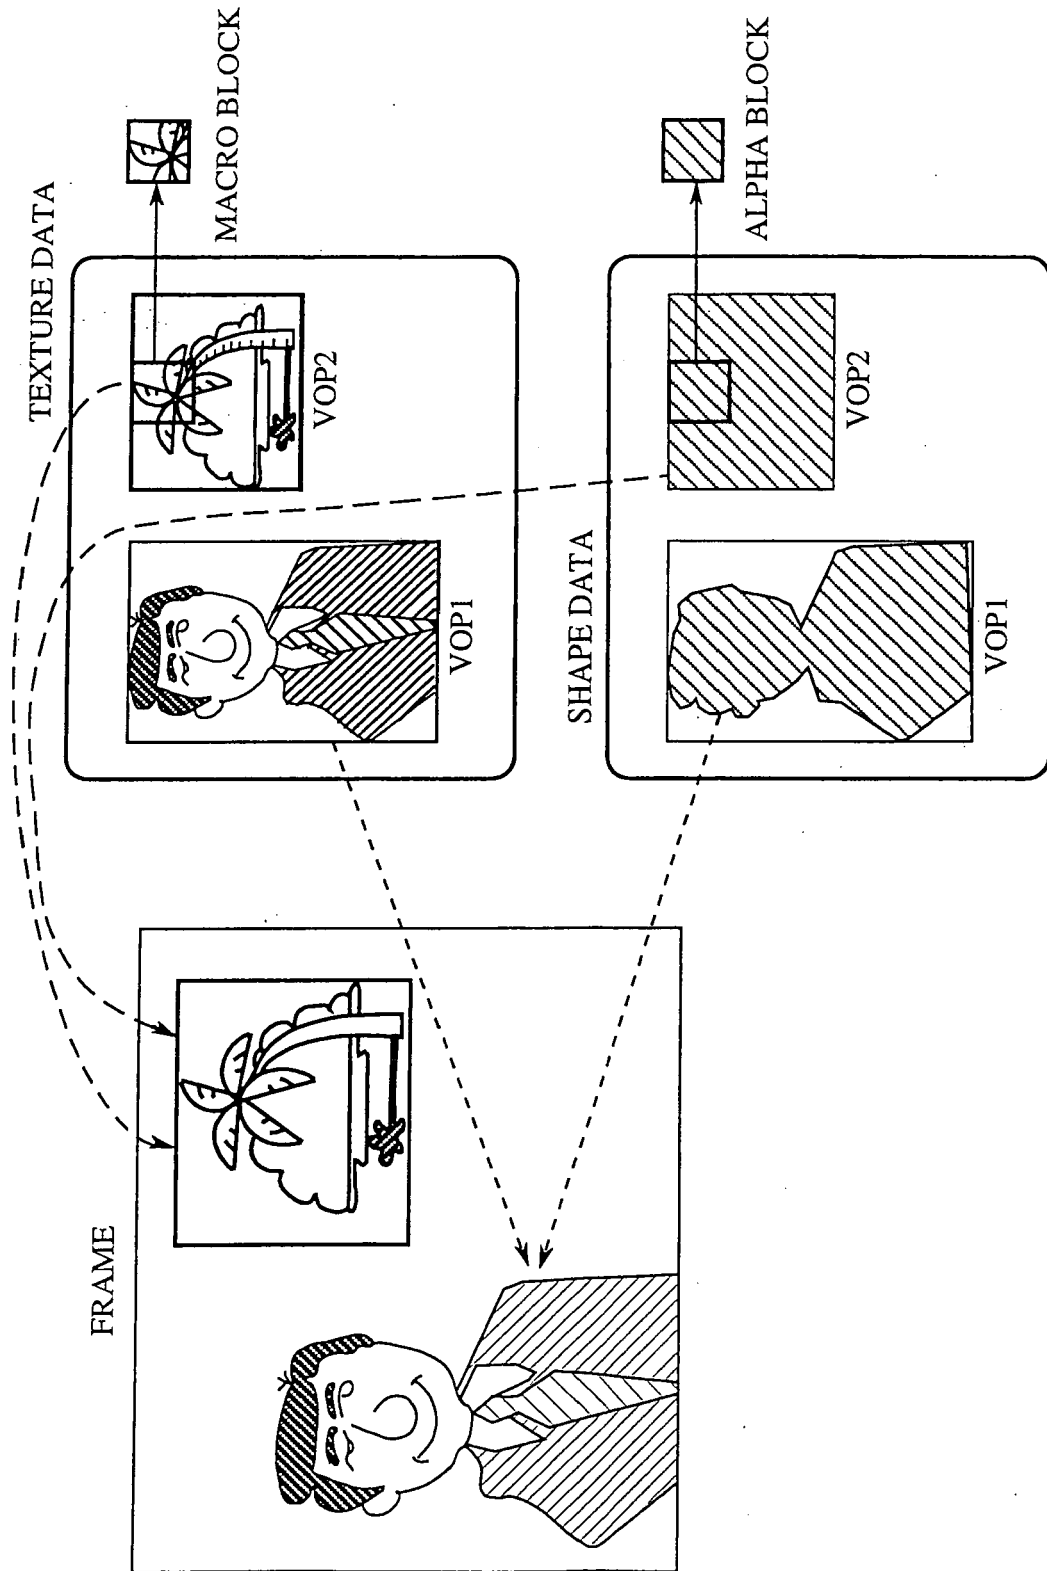 FRAME
TEXTURE DATA
VOP1
VOP2
MACRO BLOCK
SHAPE DATA
VOP1
VOP2
ALPHA BLOCK